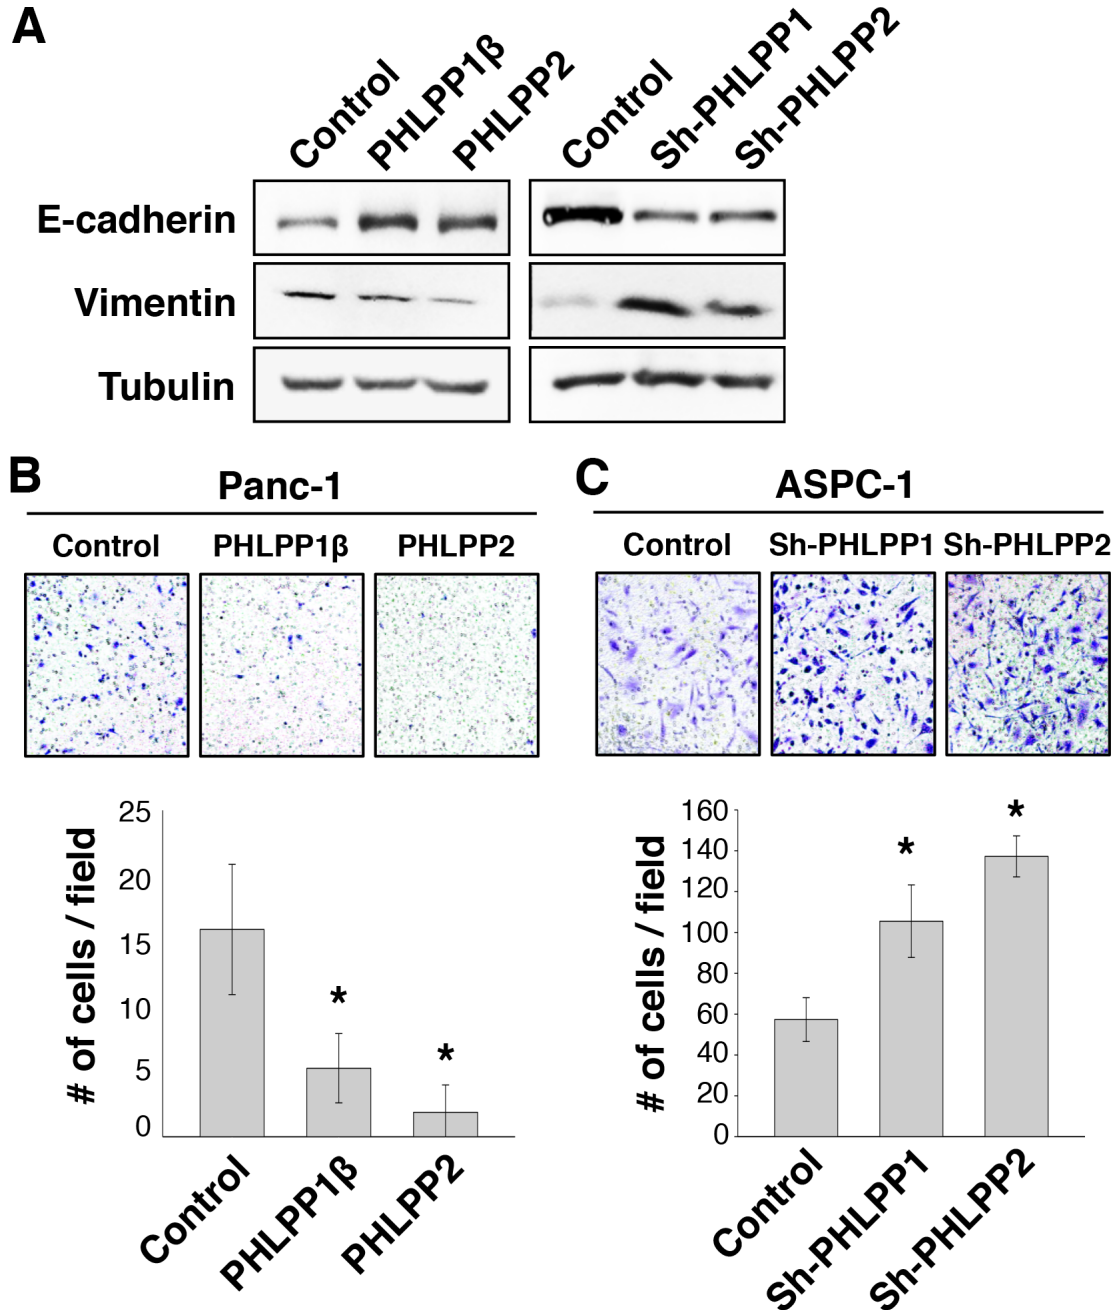 A
Control
PHLPP1β
PHLPP2
Control
Sh-PHLPP1
Sh-PHLPP2
E-cadherin
Vimentin
Tubulin
B
Panc-1
Control
PHLPP1β
PHLPP2
# of cells / field
25
20
15
10
5
0
*
*
Control
PHLPP1β
PHLPP2
C
ASPC-1
Control
Sh-PHLPP1
Sh-PHLPP2
# of cells / field
160
140
120
100
80
60
40
20
0
*
*
Control
Sh-PHLPP1
Sh-PHLPP2